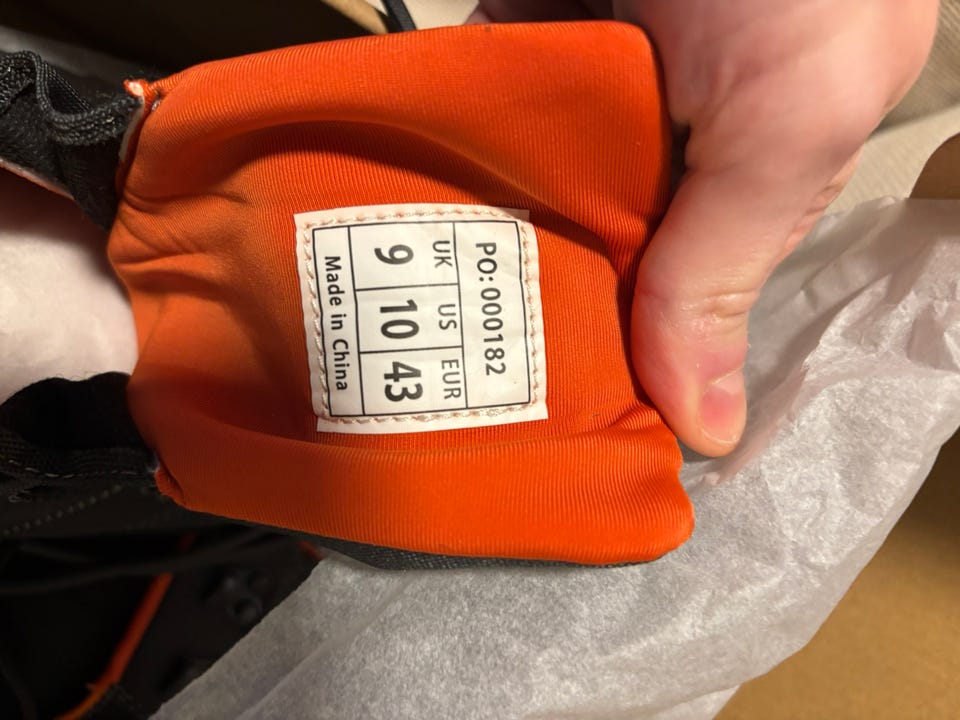 PO: 000182
UK US EUR
9 10 43
Made in China